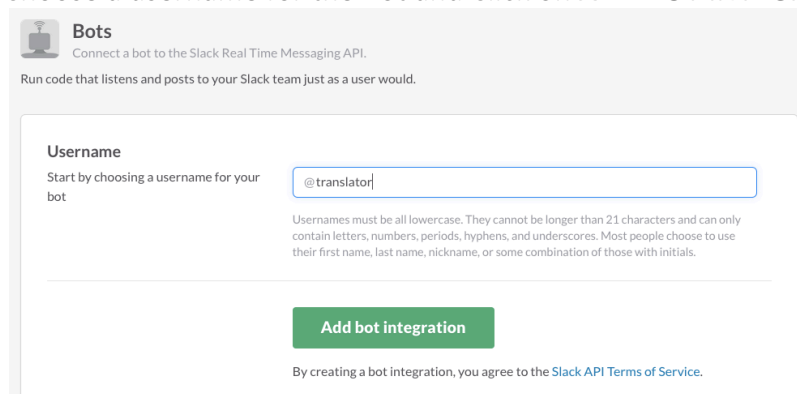 Bots
Connect a bot to the Slack Real Time Messaging API.
Run code that listens and posts to your Slack team just as a user would.
Username
Start by choosing a username for your
bot
@translator
Usernames must be all lowercase. They cannot be longer than 21 characters and can only
contain letters, numbers, periods, hyphens, and underscores. Most people choose to use
their first name, last name, nickname, or some combination of those with initials.
Add bot integration
By creating a bot integration, you agree to the Slack API Terms of Service.